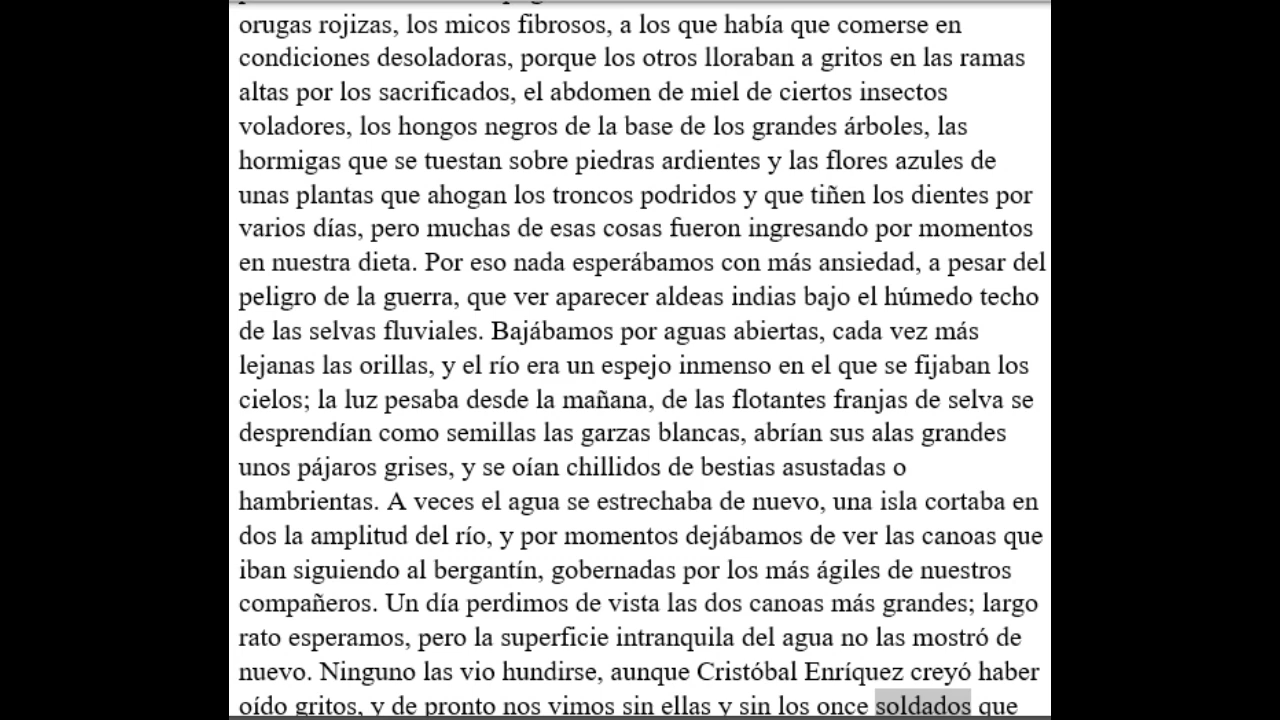 orugas rojizas, los micos fibrosos, a los que había que comerse en
condiciones desoladoras, porque los otros lloraban a gritos en las ramas
altas por los sacrificados, el abdomen de miel de ciertos insectos
voladores, los hongos negros de la base de los grandes árboles, las
hormigas que se tuestan sobre piedras ardientes y las flores azules de
unas plantas que ahogan los troncos podridos y que tiñen los dientes por
varios días, pero muchas de esas cosas fueron ingresando por momentos
en nuestra dieta. Por eso nada esperábamos con más ansiedad, a pesar del
peligro de la guerra, que ver aparecer aldeas indias bajo el húmedo techo
de las selvas fluviales. Bajábamos por aguas abiertas, cada vez más
lejanas las orillas, y el río era un espejo inmenso en el que se fijaban los
cielos; la luz pesaba desde la mañana, de las flotantes franjas de selva se
desprendían como semillas las garzas blancas, abrían sus alas grandes
unos pájaros grises, y se oían chillidos de bestias asustadas o
hambrientas. A veces el agua se estrechaba de nuevo, una isla cortaba en
dos la amplitud del río, y por momentos dejábamos de ver las canoas que
iban siguiendo al bergantín, gobernadas por los más ágiles de nuestros
compañeros. Un día perdimos de vista las dos canoas más grandes; largo
rato esperamos, pero la superficie intranquila del agua no las mostró de
nuevo. Ninguno las vio hundirse, aunque Cristóbal Enríquez creyó haber
oído gritos, y de pronto nos vimos sin ellas y sin los once soldados que